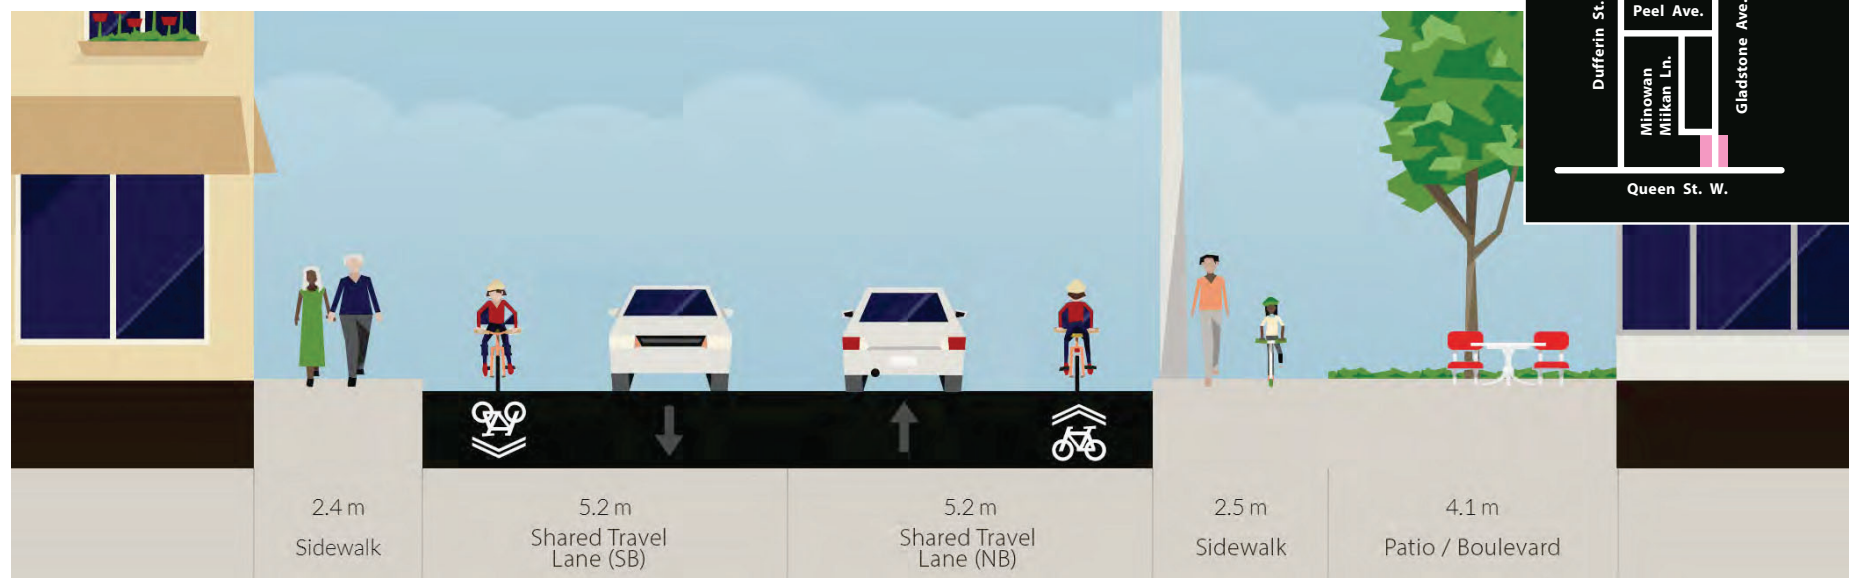 Dufferin St.
Peel Ave.
Gladstone Ave.
Minowan
Miikan Ln.
Queen St. W.
2.4 m
Sidewalk
5.2 m
Shared Travel
Lane (SB)
5.2 m
Shared Travel
Lane (NB)
2.5 m
Sidewalk
4.1 m
Patio / Boulevard